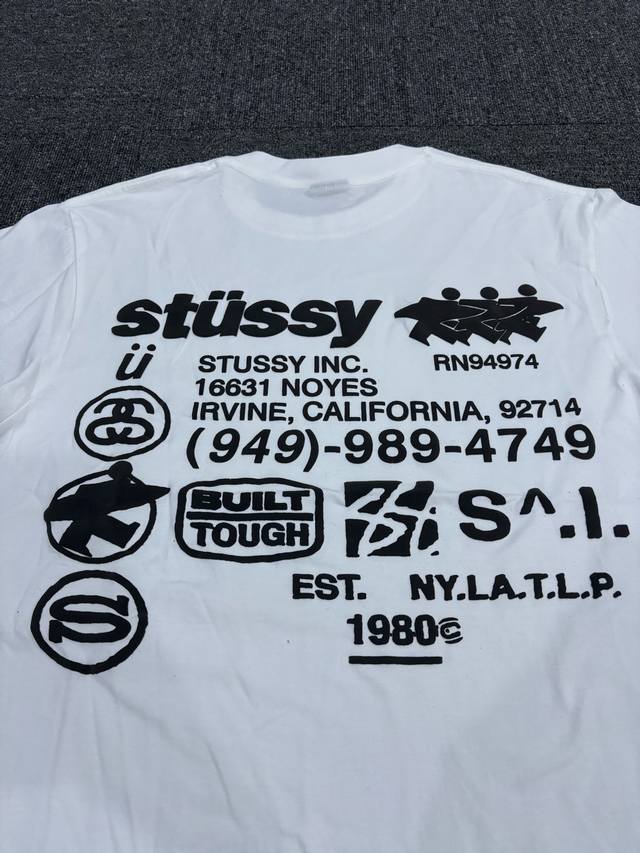 stüssy
ü STUSSY INC. RN94974
16631 NOYES
IRVINE, CALIFORNIA, 92714
(949)-989-4749
BUILT
TOUGH
S^.I.
EST. NY.LA.T.L.P.
1980©
S